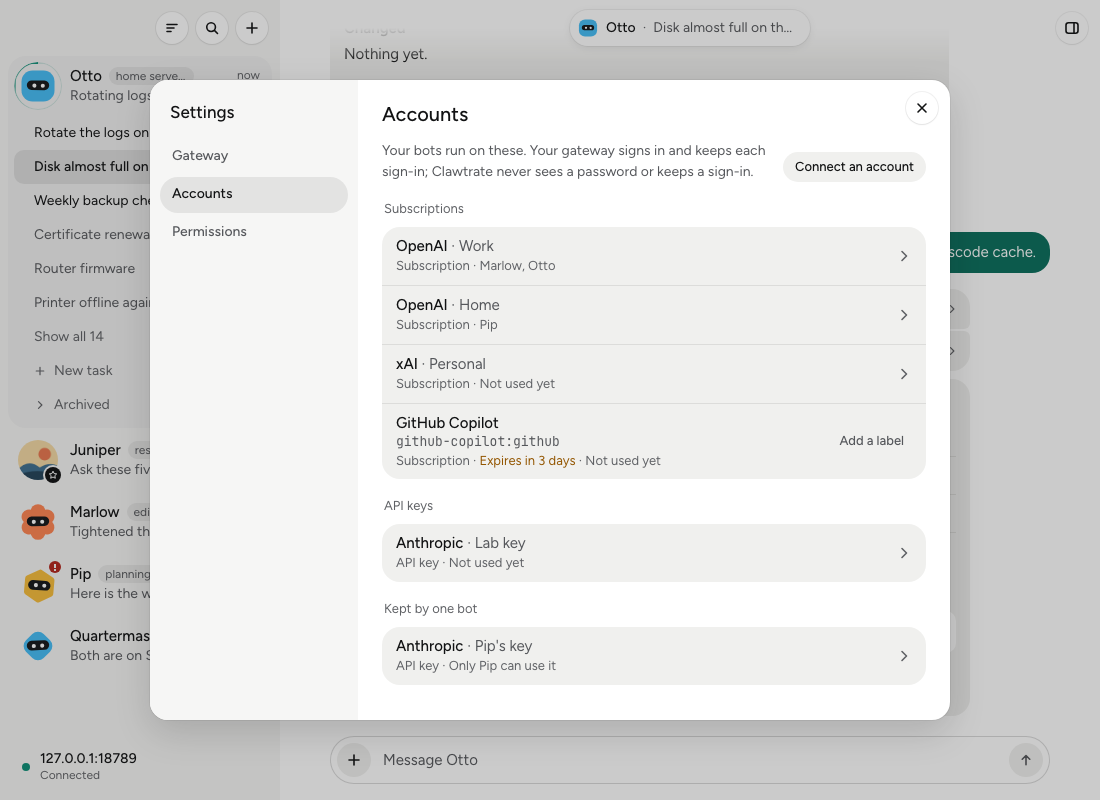 Otto · Disk almost full on th...
Changed
Nothing yet.
Otto home serve... now
Rotating logs
Rotate the logs on
Disk almost full on
Weekly backup che
Certificate renewa
Router firmware
Printer offline again
Show all 14
+ New task
Archived
Juniper res
Ask these five
Marlow edi
Tightened th
Pip planning
Here is the w
Quartermas
Both are on S
127.0.0.1:18789
Connected
Settings
Gateway
Accounts
Permissions
Accounts
Your bots run on these. Your gateway signs in and keeps each
sign-in; Clawtrate never sees a password or keeps a sign-in.
Connect an account
Subscriptions
OpenAI · Work
Subscription · Marlow, Otto
OpenAI · Home
Subscription · Pip
xAI · Personal
Subscription · Not used yet
GitHub Copilot
github-copilot:github
Subscription · Expires in 3 days · Not used yet
Add a label
API keys
Anthropic · Lab key
API key · Not used yet
Kept by one bot
Anthropic · Pip's key
API key · Only Pip can use it
scode cache.
Message Otto